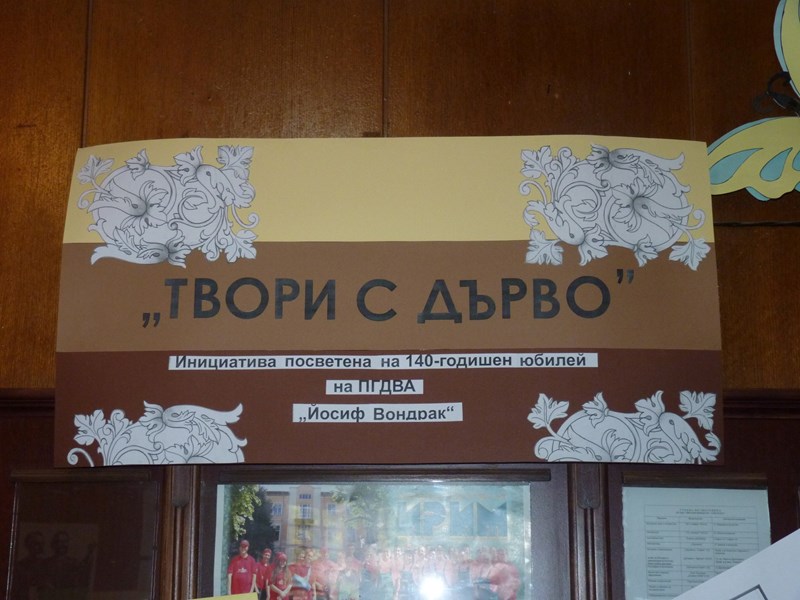 „ТВОРИ С ДЪРВО”
Инициатива посветена на 140-годишен юбилей
на ПГДВА
„Йосиф Вондрак“